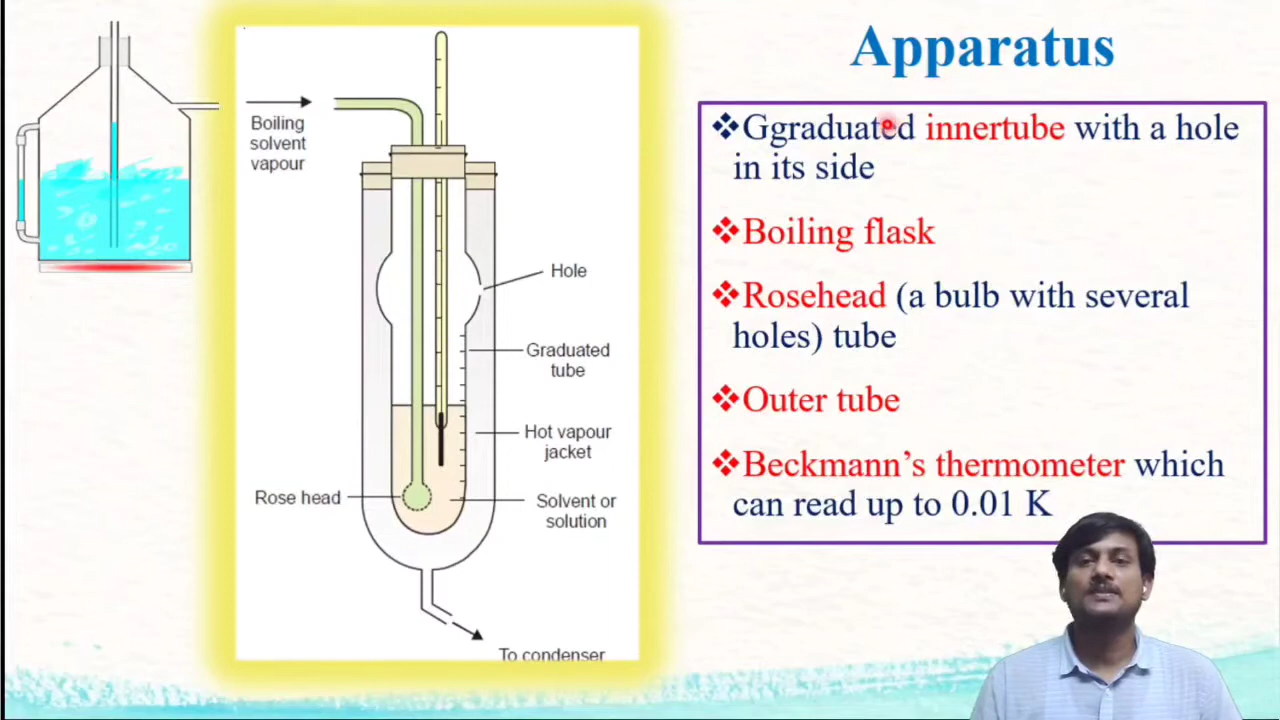 Apparatus
❖Ggraduated innertube with a hole
in its side
❖Boiling flask
❖Rosehead (a bulb with several
holes) tube
❖Outer tube
❖Beckmann’s thermometer which
can read up to 0.01 K
Boiling
solvent
vapour
Hole
Graduated
tube
Hot vapour
jacket
Rose head
Solvent or
solution
To condenser